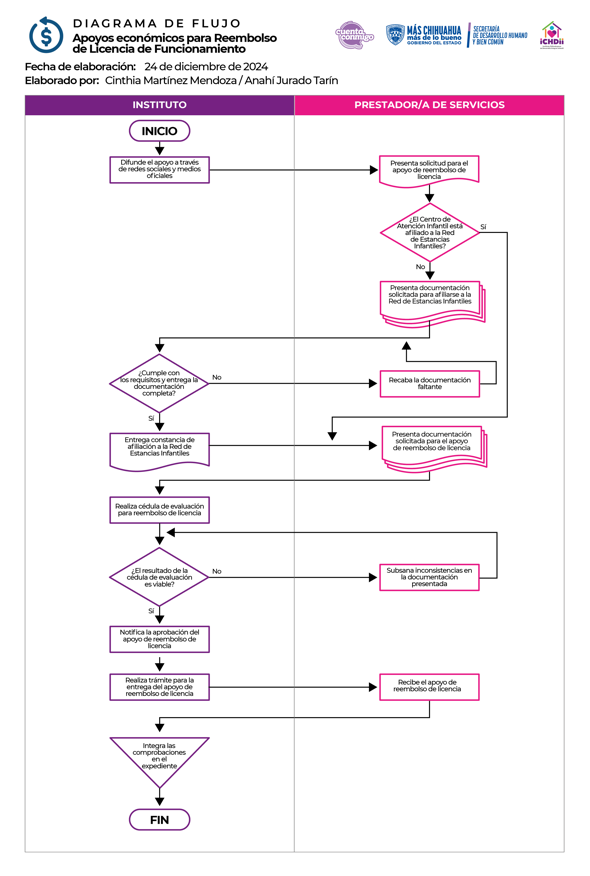 DIAGRAMA DE FLUJO
Apoyos económicos para Reembolso
de Licencia de Funcionamiento
cuenta
conmigo
MÁS CHIHUAHUA
más de lo bueno
GOBIERNO DEL ESTADO
SECRETARÍA
DE DESARROLLO HUMANO
Y BIEN COMÚN
iCHDii
Fecha de elaboración: 24 de diciembre de 2024
Elaborado por: Cinthia Martínez Mendoza / Anahí Jurado Tarín
INSTITUTO
PRESTADOR/A DE SERVICIOS
INICIO
Difunde el apoyo a través
de redes sociales y medios
oficiales
Presenta solicitud para el
apoyo de reembolso de
licencia
¿El Centro de
Atención Infantil está
afiliado a la Red
de Estancias
Infantiles?
Sí
No
Presenta documentación
solicitada para afiliarse a la
Red de Estancias Infantiles
¿Cumple con
los requisitos y entrega la
documentación
completa?
No
Recaba la documentación
faltante
Sí
Entrega constancia de
afiliación a la Red de
Estancias Infantiles
Presenta documentación
solicitada para el apoyo
de reembolso de licencia
Realiza cédula de evaluación
para reembolso de licencia
¿El resultado de la
cédula de evaluación
es viable?
No
Subsana inconsistencias en
la documentación
presentada
Sí
Notifica la aprobación del
apoyo de reembolso de
licencia
Realiza trámite para la
entrega del apoyo de
reembolso de licencia
Recibe el apoyo de
reembolso de licencia
Integra las
comprobaciones
en el
expediente
FIN